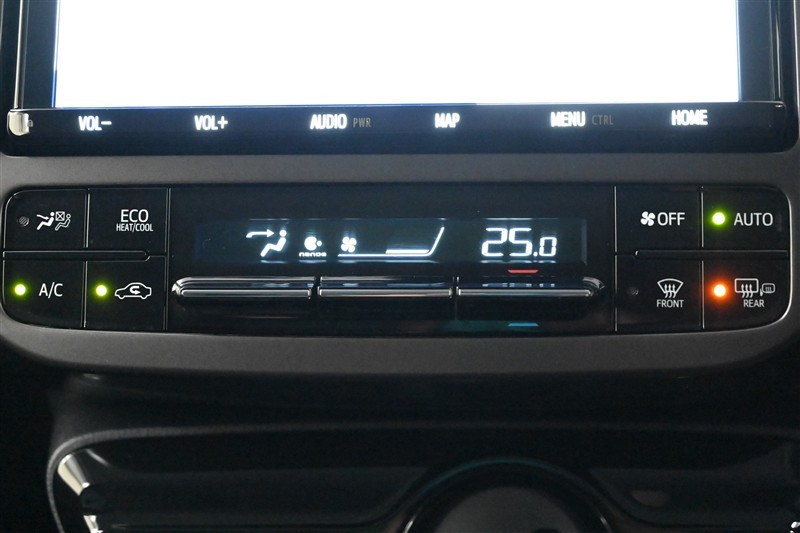 VOL− VOL+ AUDIO PWR MAP MENU CTRL HOME
ECO
HEAT/COOL
nanoe
25.0
OFF
AUTO
A/C
FRONT
REAR